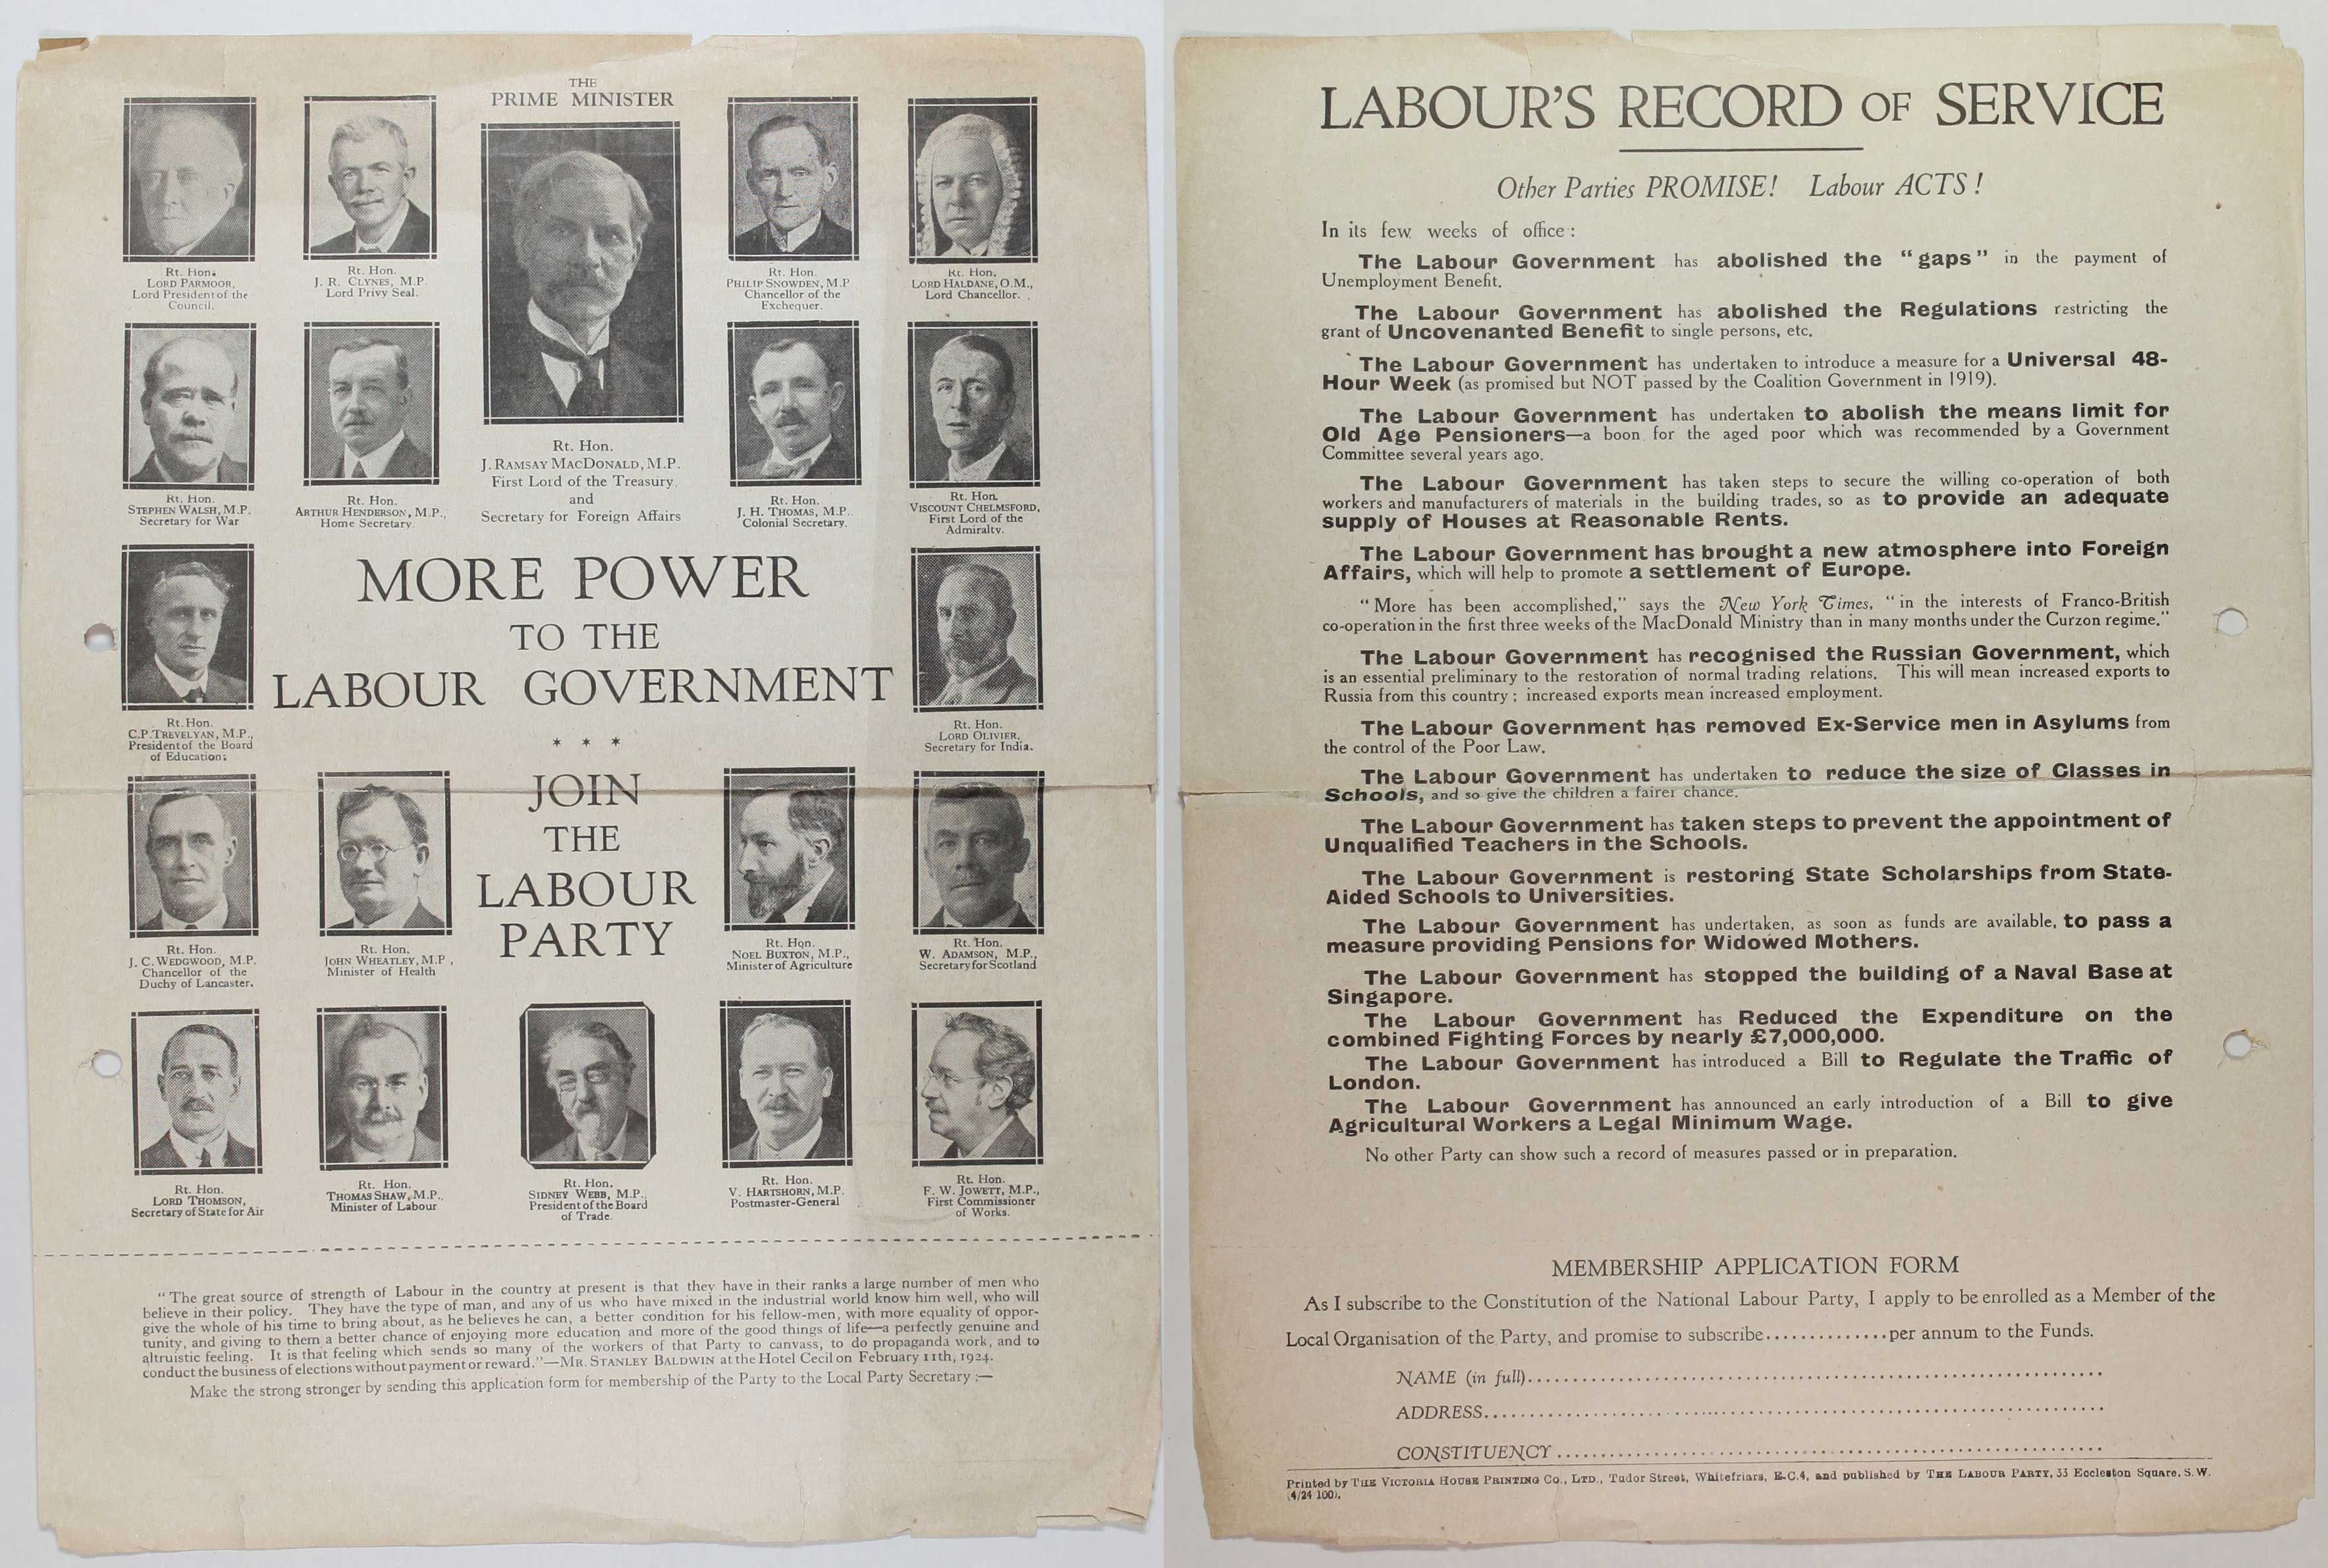 THE
PRIME MINISTER
Rt. Hon.
LORD PARMOOR,
Lord President of the
Council.
Rt. Hon.
J. R. CLYNES, M.P.
Lord Privy Seal.
Rt. Hon.
PHILIP SNOWDEN, M.P
Chancellor of the
Exchequer.
Rt. Hon.
LORD HALDANE, O.M.,
Lord Chancellor.
Rt. Hon.
STEPHEN WALSH, M.P.
Secretary for War
Rt. Hon.
ARTHUR HENDERSON, M.P.,
Home Secretary.
Rt. Hon.
J. RAMSAY MACDONALD, M.P.
First Lord of the Treasury,
and
Secretary for Foreign Affairs
Rt. Hon.
J. H. THOMAS, M.P.
Colonial Secretary.
Rt. Hon.
VISCOUNT CHELMSFORD,
First Lord of the
Admiralty.
MORE POWER
TO THE
LABOUR GOVERNMENT
* * *
Rt. Hon.
C. P. TREVELYAN, M.P.,
President of the Board
of Education.
Rt. Hon.
LORD OLIVIER,
Secretary for India.
JOIN
THE
LABOUR
PARTY
Rt. Hon.
J. C. WEDGWOOD, M.P.
Chancellor of the
Duchy of Lancaster.
Rt. Hon.
JOHN WHEATLEY, M.P ,
Minister of Health
Rt. Hon.
NOEL BUXTON, M.P.,
Minister of Agriculture
Rt. Hon.
W. ADAMSON, M.P.,
Secretary for Scotland
Rt. Hon.
LORD THOMSON,
Secretary of State for Air
Rt. Hon.
THOMAS SHAW, M.P.,
Minister of Labour
Rt. Hon.
SIDNEY WEBB, M.P.,
President of the Board
of Trade.
Rt. Hon.
V. HARTSHORN, M.P.
Postmaster-General
Rt. Hon.
F. W. JOWETT, M.P.,
First Commissioner
of Works.
"The great source of strength of Labour in the country at present is that they have in their ranks a large number of men who
believe in their policy. They have the type of man, and any of us who have mixed in the industrial world know him well, who will
give the whole of his time to bring about, as he believes he can, a better condition for his fellow-men, with more equality of oppor-
tunity, and giving to them a better chance of enjoying more education and more of the good things of life—a perfectly genuine and
altruistic feeling. It is that feeling which sends so many of the workers of that Party to canvass, to do propaganda work, and to
conduct the business of elections without payment or reward."—MR. STANLEY BALDWIN at the Hotel Cecil on February 11th, 1924.
Make the strong stronger by sending this application form for membership of the Party to the Local Party Secretary :—
LABOUR'S RECORD OF SERVICE
Other Parties PROMISE! Labour ACTS!
In its few weeks of office :
The Labour Government has abolished the "gaps" in the payment of
Unemployment Benefit.
The Labour Government has abolished the Regulations restricting the
grant of Uncovenanted Benefit to single persons, etc.
The Labour Government has undertaken to introduce a measure for a Universal 48-
Hour Week (as promised but NOT passed by the Coalition Government in 1919).
The Labour Government has undertaken to abolish the means limit for
Old Age Pensioners—a boon for the aged poor which was recommended by a Government
Committee several years ago.
The Labour Government has taken steps to secure the willing co-operation of both
workers and manufacturers of materials in the building trades, so as to provide an adequate
supply of Houses at Reasonable Rents.
The Labour Government has brought a new atmosphere into Foreign
Affairs, which will help to promote a settlement of Europe.
"More has been accomplished," says the New York Times, "in the interests of Franco-British
co-operation in the first three weeks of the MacDonald Ministry than in many months under the Curzon regime."
The Labour Government has recognised the Russian Government, which
is an essential preliminary to the restoration of normal trading relations. This will mean increased exports to
Russia from this country ; increased exports mean increased employment.
The Labour Government has removed Ex-Service men in Asylums from
the control of the Poor Law.
The Labour Government has undertaken to reduce the size of Classes in
Schools, and so give the children a fairer chance.
The Labour Government has taken steps to prevent the appointment of
Unqualified Teachers in the Schools.
The Labour Government is restoring State Scholarships from State-
Aided Schools to Universities.
The Labour Government has undertaken, as soon as funds are available, to pass a
measure providing Pensions for Widowed Mothers.
The Labour Government has stopped the building of a Naval Base at
Singapore.
The Labour Government has Reduced the Expenditure on the
combined Fighting Forces by nearly £7,000,000.
The Labour Government has introduced a Bill to Regulate the Traffic of
London.
The Labour Government has announced an early introduction of a Bill to give
Agricultural Workers a Legal Minimum Wage.
No other Party can show such a record of measures passed or in preparation.
MEMBERSHIP APPLICATION FORM
As I subscribe to the Constitution of the National Labour Party, I apply to be enrolled as a Member of the
Local Organisation of the Party, and promise to subscribe..............per annum to the Funds.
NAME (in full)..........
ADDRESS..........
CONSTITUENCY..........
Printed by THE VICTORIA HOUSE PRINTING CO., LTD., Tudor Street, Whitefriars, E.C.4, and published by THE LABOUR PARTY, 33 Eccleston Square, S.W.
(4/24 100).